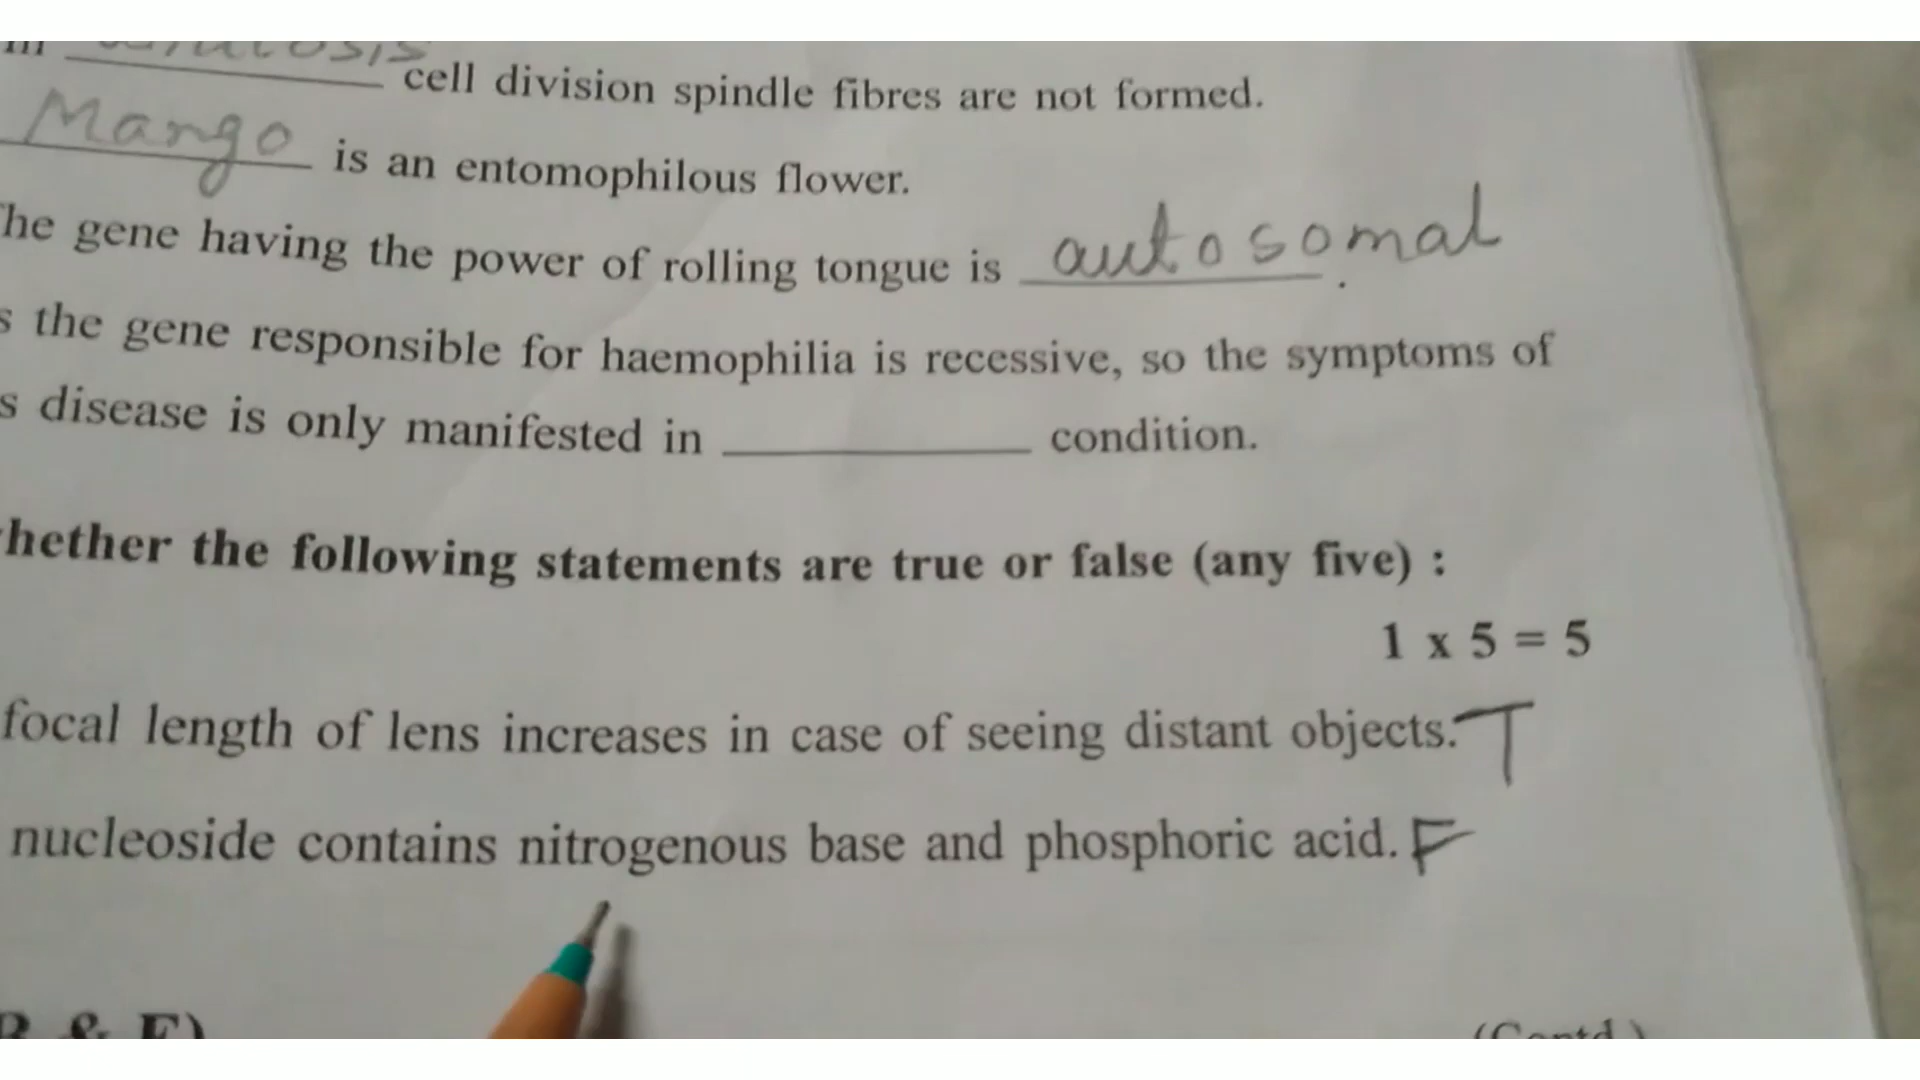 cell division spindle fibres are not formed.
Mango is an entomophilous flower.
he gene having the power of rolling tongue is autosomal.
s the gene responsible for haemophilia is recessive, so the symptoms of
s disease is only manifested in __________ condition.
hether the following statements are true or false (any five) :
1 x 5 = 5
focal length of lens increases in case of seeing distant objects. T
nucleoside contains nitrogenous base and phosphoric acid. F
& F)
(Contd.)